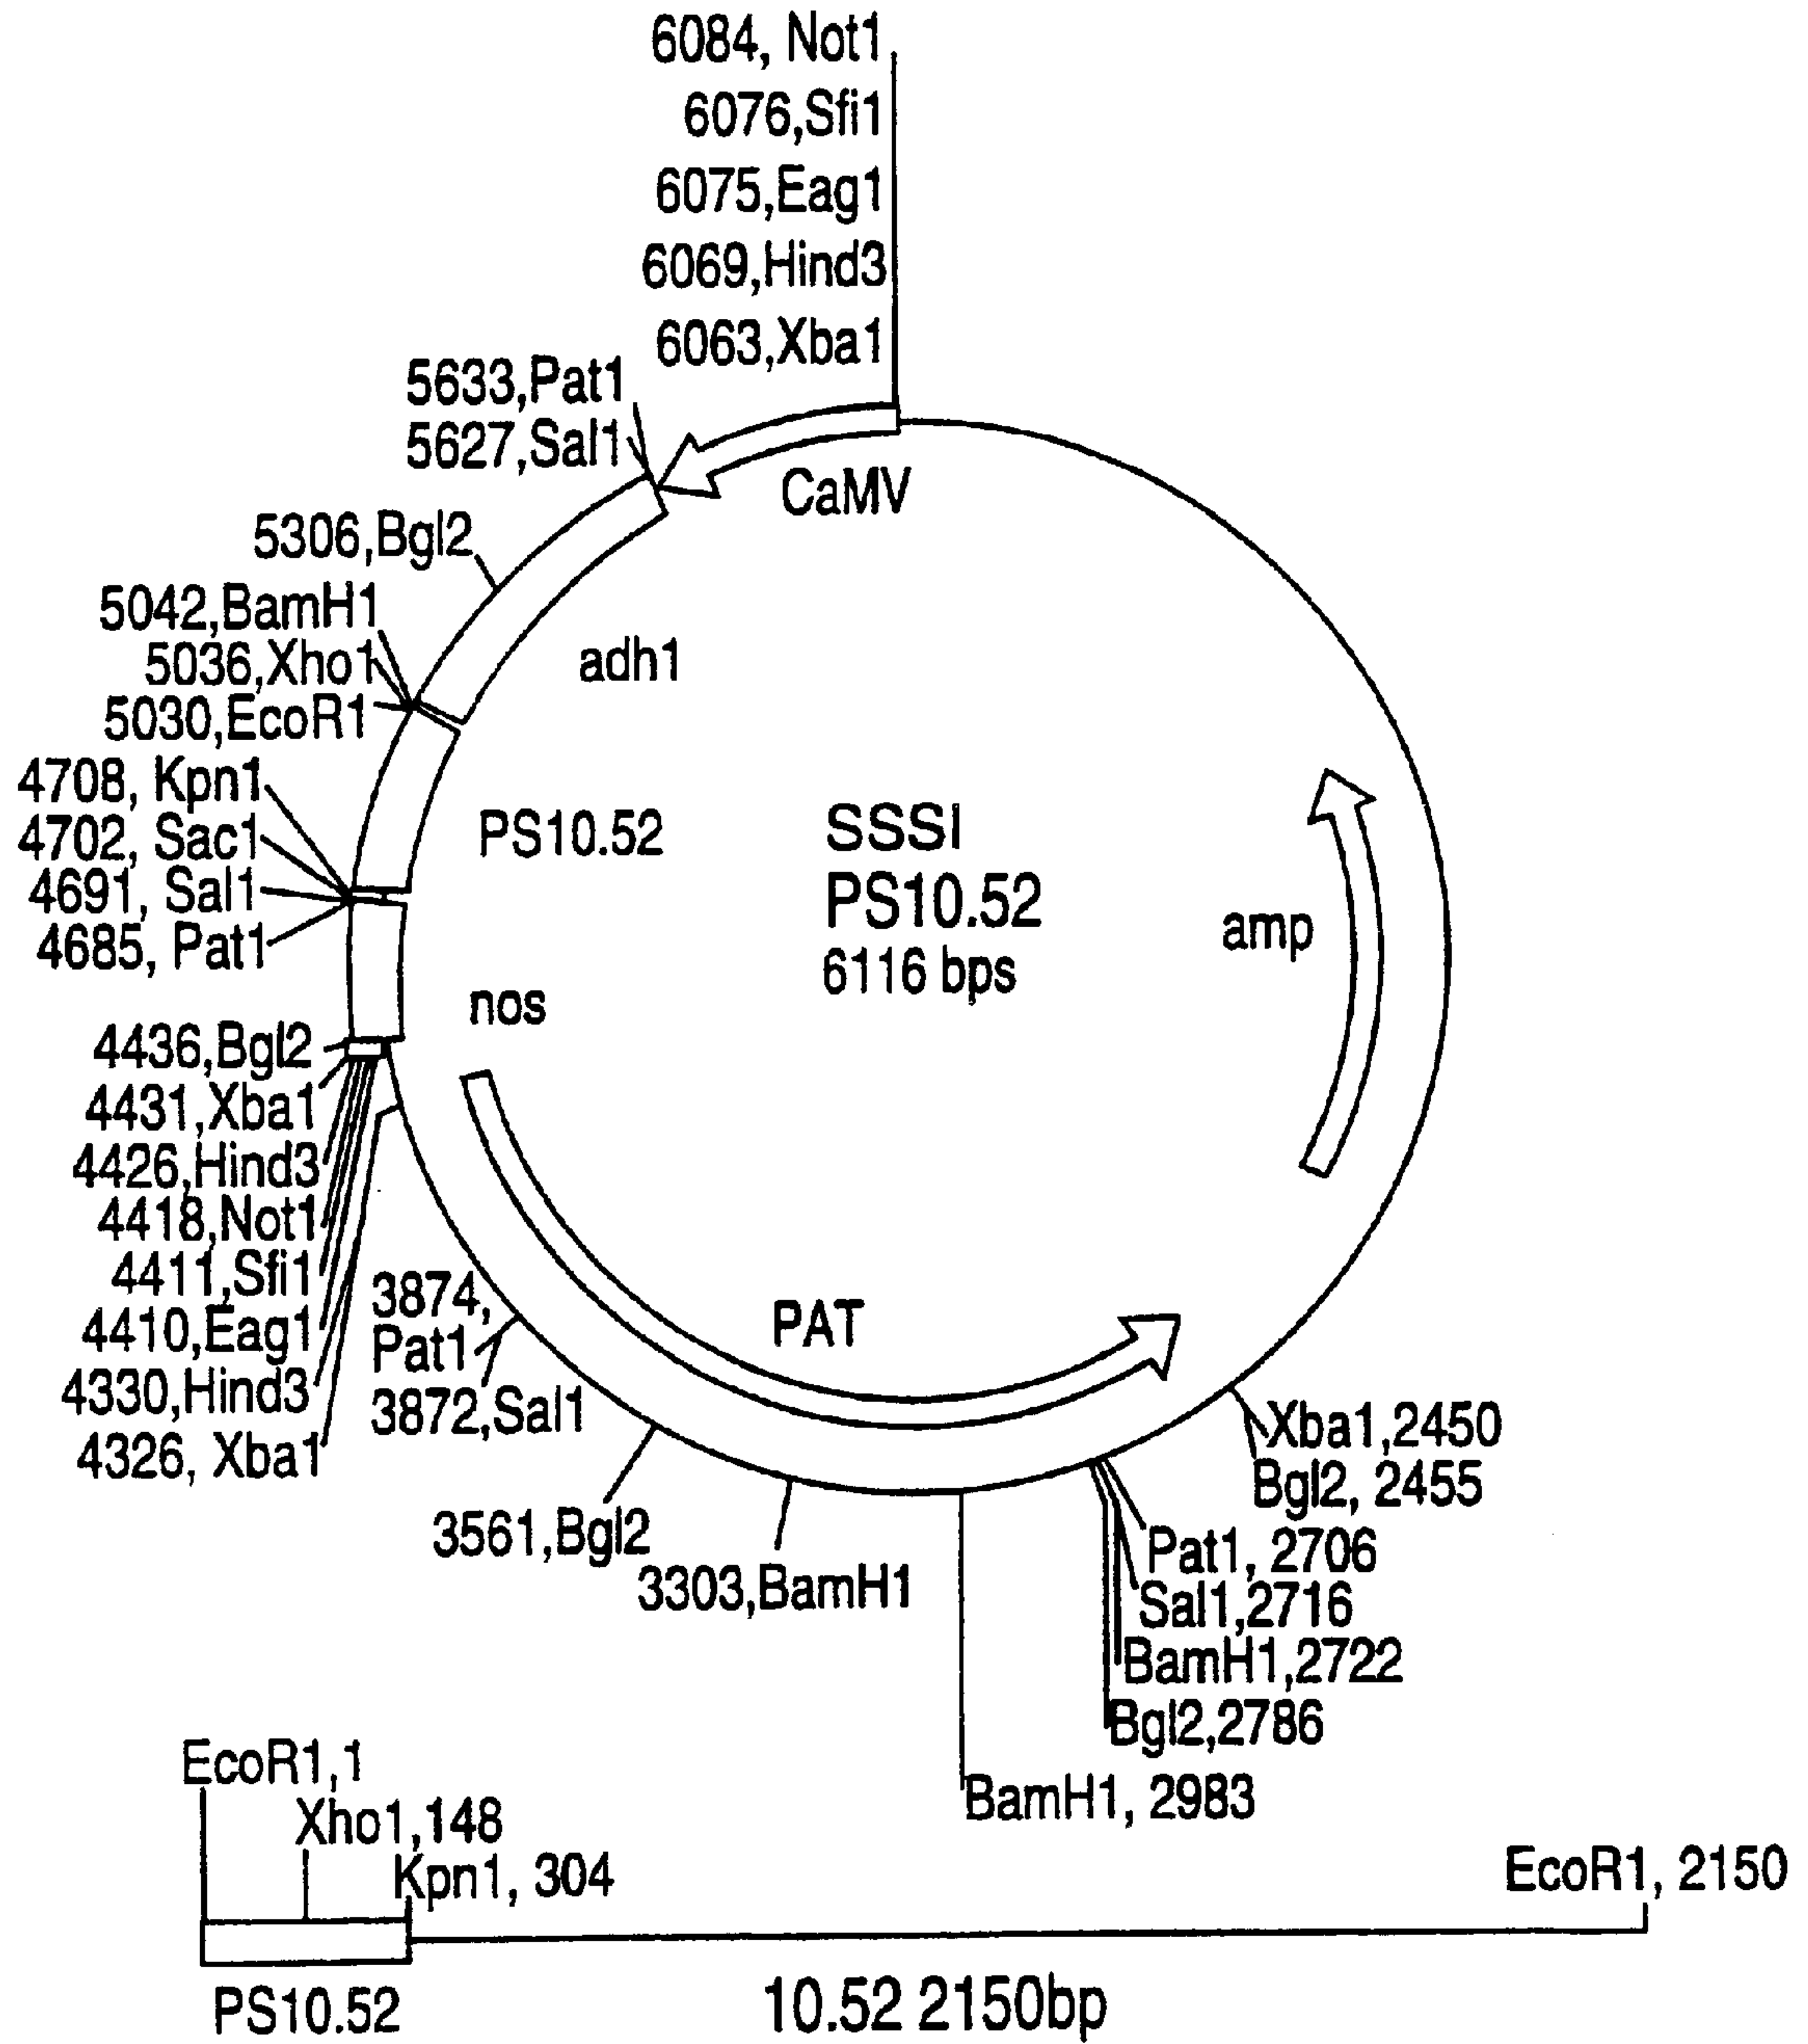 6084, Not1
6076,Sfi1
6075,Eag1
6069,Hind3
6063,Xba1
5633,Pat1
5627,Sal1
CaMV
5306,Bgl2
5042,BamH1
5036,Xho1
5030,EcoR1
adh1
4708, Kpn1
4702, Sac1
4691, Sal1
4685, Pat1
PS10.52
SSSI
PS10.52
6116 bps
amp
nos
4436,Bgl2
4431,Xba1
4426,Hind3
4418,Not1
4411,Sfi1
4410,Eag1
4330,Hind3
4326, Xba1
3874,
Pat1
3872,Sal1
PAT
3561,Bgl2
3303,BamH1
Xba1,2450
Bgl2, 2455
Pat1, 2706
Sal1,2716
BamH1,2722
Bgl2,2786
BamH1, 2983
EcoR1,1
Xho1,148
Kpn1, 304
EcoR1, 2150
PS10.52
10.52 2150bp